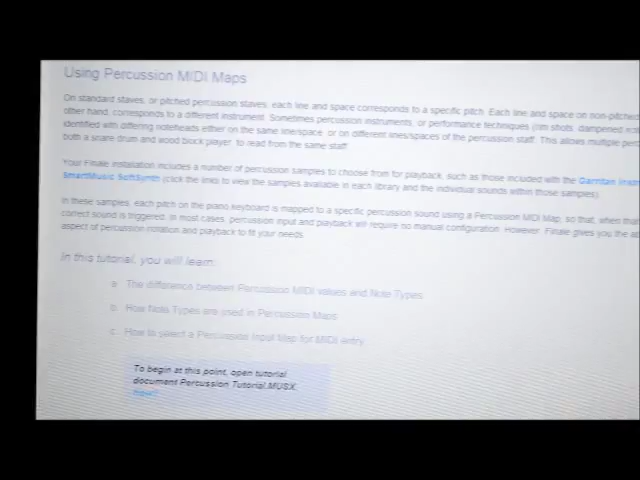 Using Percussion MIDI Maps
On standard staves, or pitched percussion staves, each line and space corresponds to a specific pitch. Each line and space on non-pitched
other hand, corresponds to a different instrument. Sometimes percussion instruments, or performance techniques (rim shots, dampened
identified with differing noteheads either on the same line/space, or on different lines/spaces of the percussion staff. This allows multiple
both a snare drum and wood block player, to read from the same staff.
Your Finale installation includes a number of percussion samples to choose from for playback, such as those included with the Garritan
SmartMusic SoftSynth (click the links to view the samples available in each library and the individual sounds within those samples).
In these samples, each pitch on the piano keyboard is mapped to a specific percussion sound using a Percussion MIDI Map, so that, when
correct sound is triggered. In most cases, percussion input and playback will require no manual configuration. However, Finale gives you the
aspect of percussion notation and playback to fit your needs.
In this tutorial, you will learn:
a. The difference between Percussion MIDI values and Note Types
b. How Note Types are used in Percussion Maps
c. How to select a Percussion Input Map for MIDI entry
To begin at this point, open tutorial
document Percussion Tutorial.MUSX.
how?